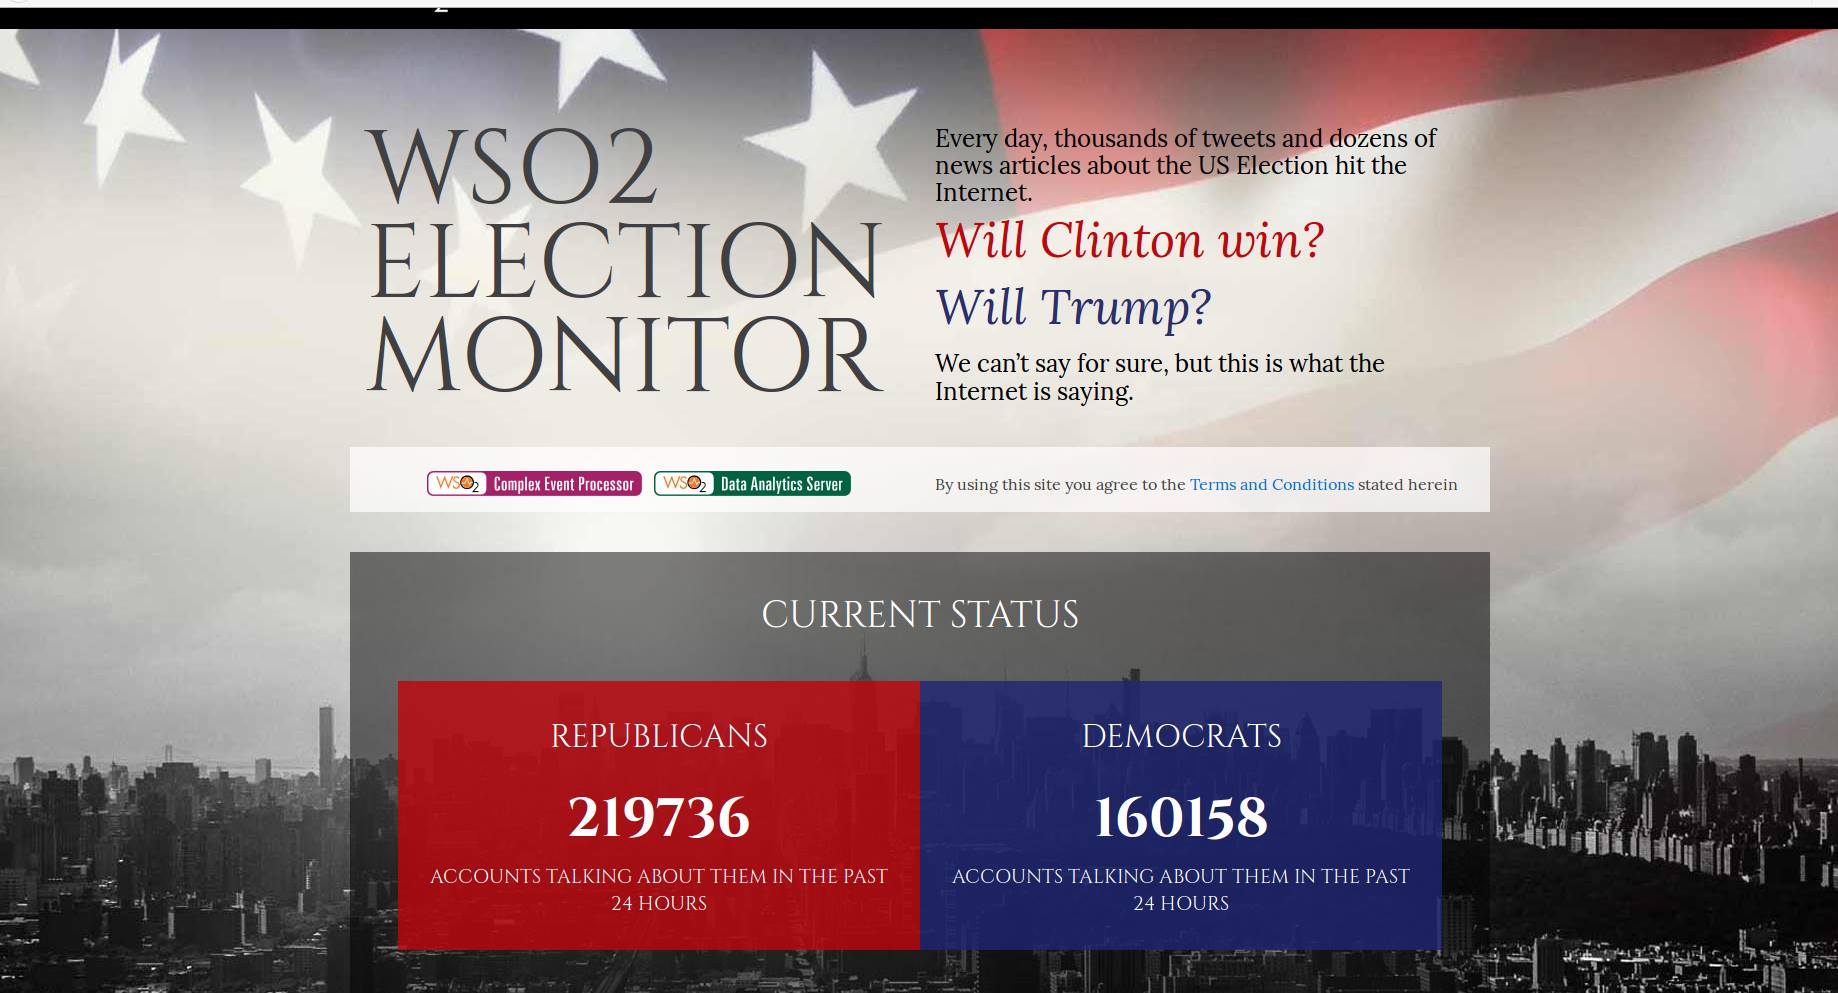 WSO2
ELECTION
MONITOR
Every day, thousands of tweets and dozens of
news articles about the US Election hit the
Internet.
Will Clinton win?
Will Trump?
We can't say for sure, but this is what the
Internet is saying.
WSO2 Complex Event Processor
WSO2 Data Analytics Server
By using this site you agree to the Terms and Conditions stated herein
CURRENT STATUS
REPUBLICANS
219736
ACCOUNTS TALKING ABOUT THEM IN THE PAST
24 HOURS
DEMOCRATS
160158
ACCOUNTS TALKING ABOUT THEM IN THE PAST
24 HOURS